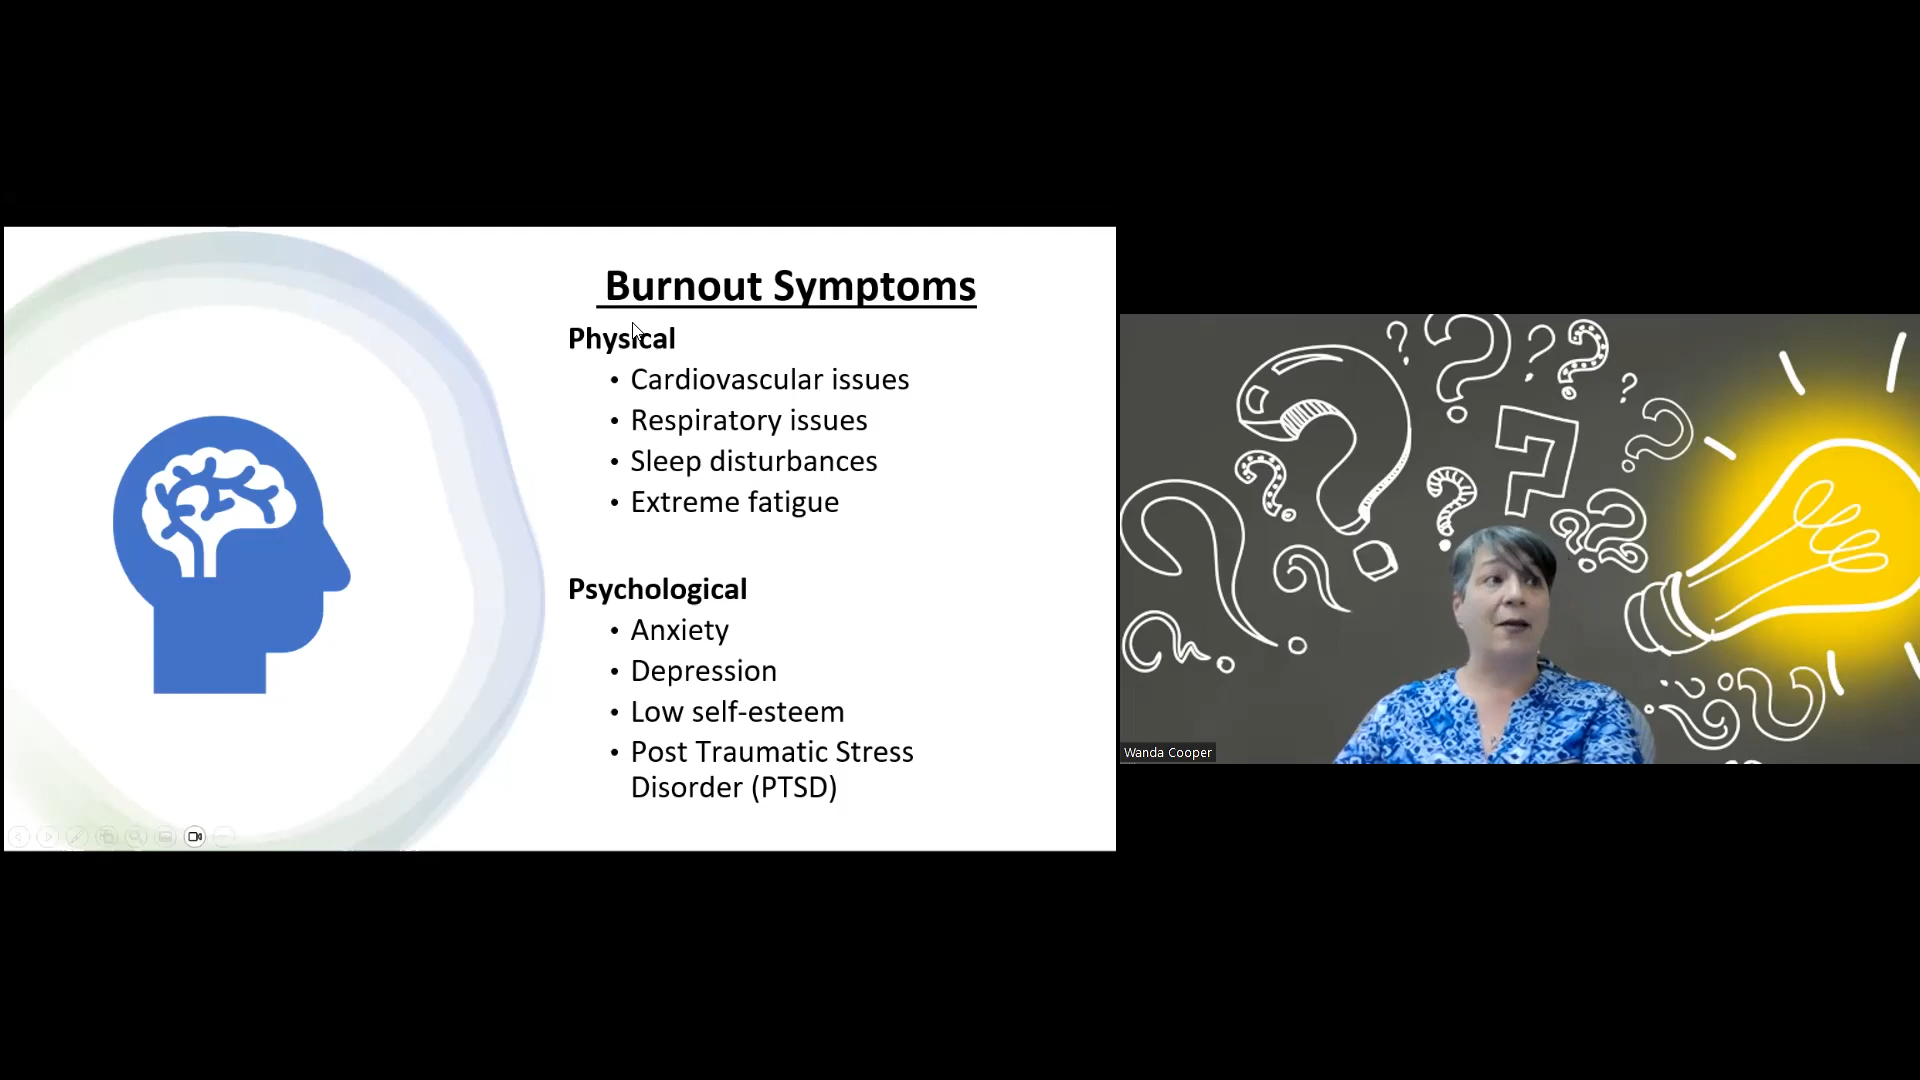 Burnout Symptoms
Physical
• Cardiovascular issues
• Respiratory issues
• Sleep disturbances
• Extreme fatigue
Psychological
• Anxiety
• Depression
• Low self-esteem
• Post Traumatic Stress
Disorder (PTSD)
Wanda Cooper